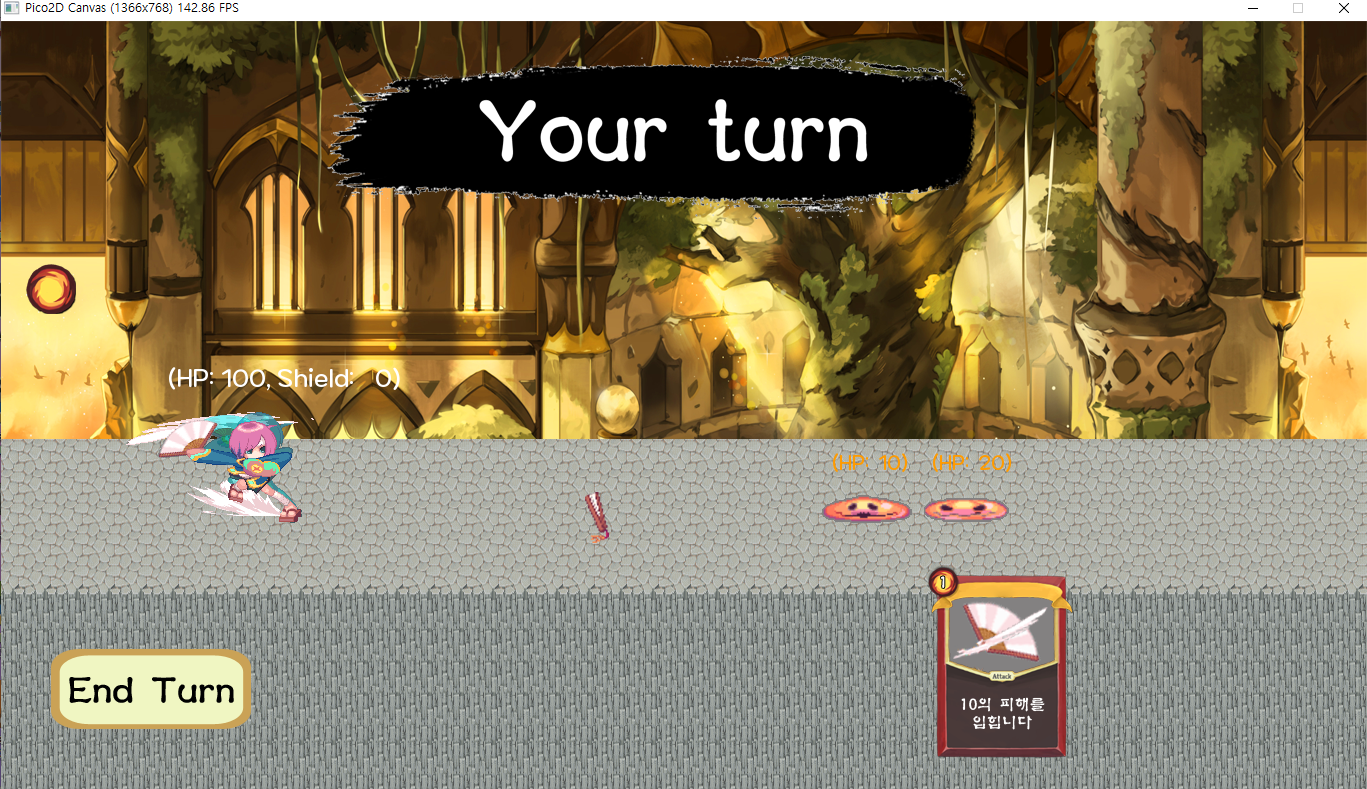 Pico2D Canvas (1366x768) 142.86 FPS
Your turn
(HP: 100, Shield: 0)
(HP: 10) (HP: 20)
1
Attack
10의 피해를
입힙니다
End Turn